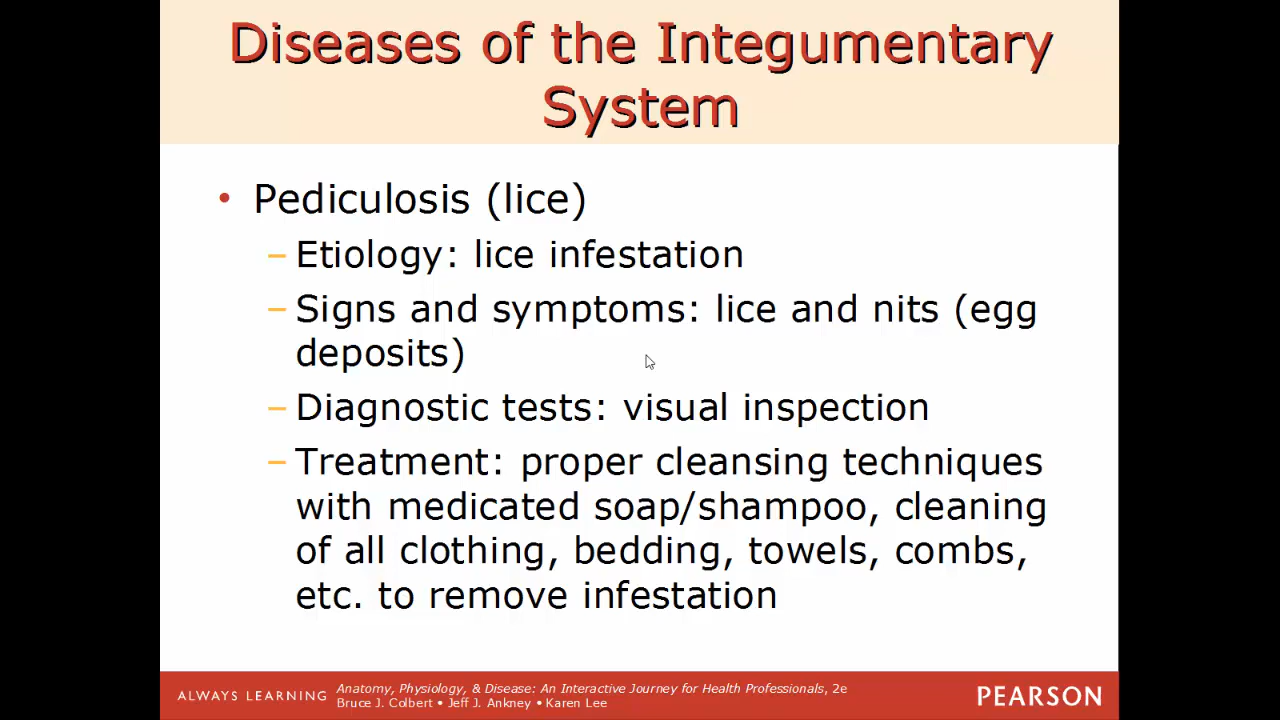 Diseases of the Integumentary
System
• Pediculosis (lice)
– Etiology: lice infestation
– Signs and symptoms: lice and nits (egg
deposits)
– Diagnostic tests: visual inspection
– Treatment: proper cleansing techniques
with medicated soap/shampoo, cleaning
of all clothing, bedding, towels, combs,
etc. to remove infestation
ALWAYS LEARNING
Anatomy, Physiology, & Disease: An Interactive Journey for Health Professionals, 2e
Bruce J. Colbert • Jeff J. Ankney • Karen Lee
PEARSON